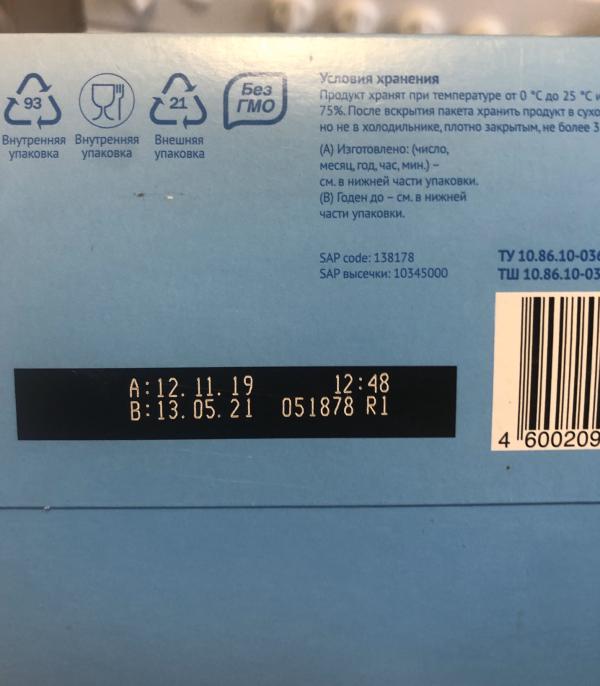 93
21
Без
ГМО
Внутренняя
упаковка
Внутренняя
упаковка
Внешняя
упаковка
Условия хранения
Продукт хранят при температуре от 0 °C до 25 °C и
75%. После вскрытия пакета хранить продукт в сухо
но не в холодильнике, плотно закрытым, не более 3
(А) Изготовлено: (число,
месяц, год, час, мин.) –
см. в нижней части упаковки.
(В) Годен до – см. в нижней
части упаковки.
SAP code: 138178
SAP высечки: 10345000
ТУ 10.86.10-036
ТШ 10.86.10-03
A:12. 11. 19 12:48
B:13. 05. 21 051878 R1
4 600209